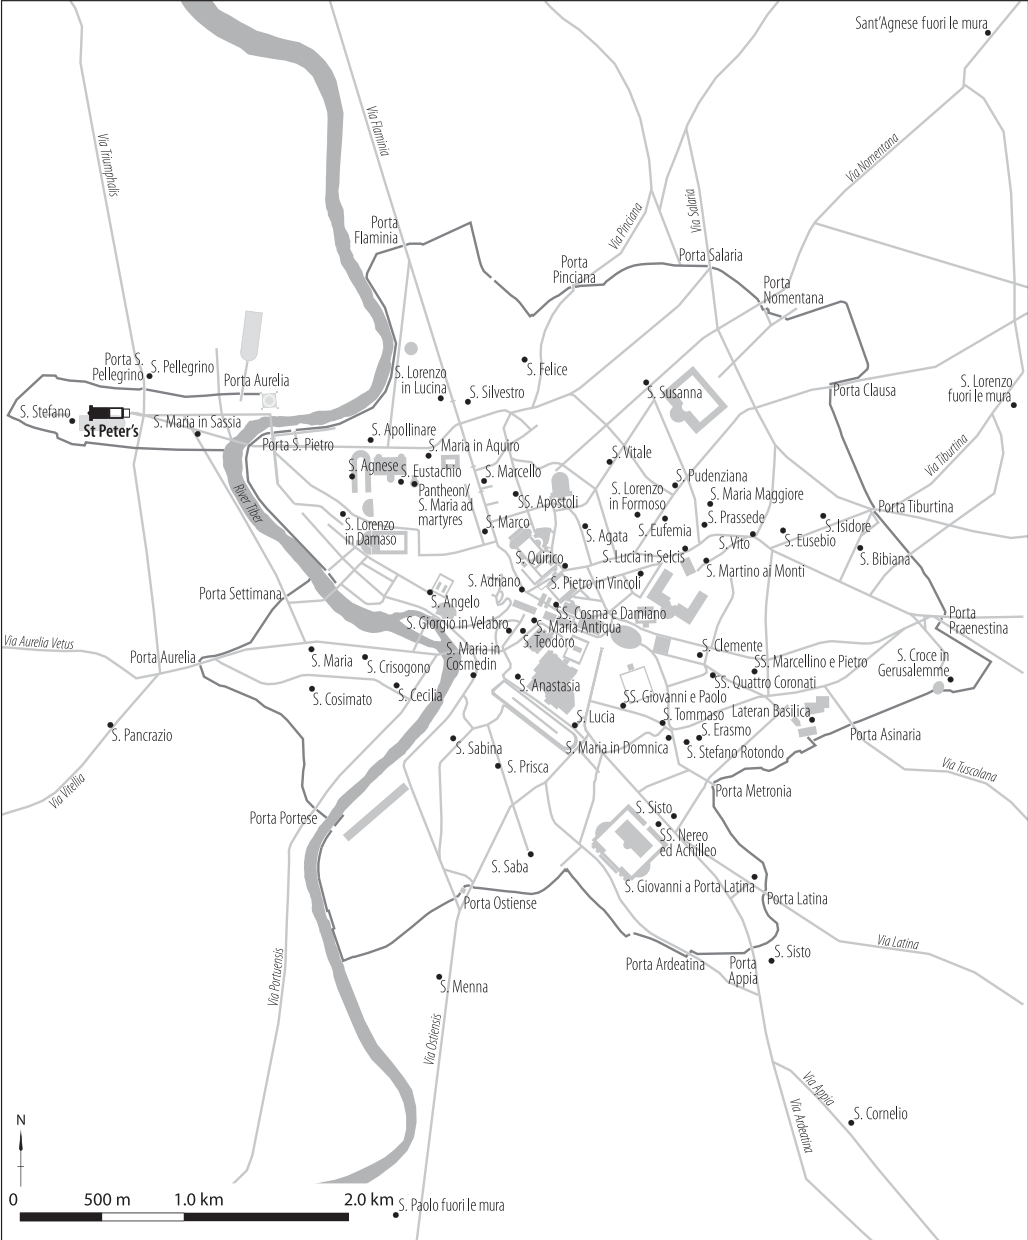 Sant'Agnese fuori le mura
Via Flaminia
Via Triumphalis
Via Nomentana
Via Salaria
Via Pinciana
Porta
Flaminia
Porta Salaria
Porta
Pinciana
Porta
Nomentana
Porta S.
Pellegrino
S. Pellegrino
Porta Aurelia
S. Lorenzo
in Lucina
S. Felice
S. Silvestro
S. Susanna
Porta Clausa
S. Lorenzo
fuori le mura
S. Stefano
St Peter's
S. Maria in Sassia
Porta S. Pietro
S. Apollinare
S. Maria in Aquiro
S. Vitale
Via Tiburtina
S. Agnese
S. Eustachio
Pantheon/
S. Maria ad
martyres
S. Marcello
SS. Apostoli
S. Lorenzo
in Formoso
S. Pudenziana
S. Maria Maggiore
River Tiber
S. Lorenzo
in Damaso
S. Marco
S. Agata
S. Eufemia
S. Prassede
S. Vito
S. Eusebio
S. Isidore
Porta Tiburtina
S. Quirico
S. Lucia in Selcis
S. Bibiana
S. Adriano
S. Pietro in Vincoli
S. Martino ai Monti
Porta Settimana
S. Angelo
SS. Cosma e Damiano
S. Giorgio in Velabro
S. Maria Antiqua
S. Teodoro
Porta
Praenestina
Via Aurelia Vetus
Porta Aurelia
S. Maria
S. Crisogono
S. Maria in
Cosmedin
S. Clemente
SS. Marcellino e Pietro
S. Croce in
Gerusalemme
S. Cosimato
S. Cecilia
S. Anastasia
SS. Quattro Coronati
SS. Giovanni e Paolo
S. Pancrazio
S. Lucia
S. Tommaso
Lateran Basilica
S. Erasmo
Porta Asinaria
S. Sabina
S. Maria in Domnica
S. Stefano Rotondo
S. Prisca
Via Tuscolana
Via Vitellia
Porta Metronia
Porta Portese
S. Sisto
SS. Nereo
ed Achilleo
S. Saba
S. Giovanni a Porta Latina
Porta Latina
Porta Ostiense
Via Latina
Porta Ardeatina
Porta
Appia
S. Sisto
Via Portuensis
S. Menna
Via Ostiensis
Via Appia
Via Ardeatina
S. Cornelio
N
0
500 m
1.0 km
2.0 km
S. Paolo fuori le mura